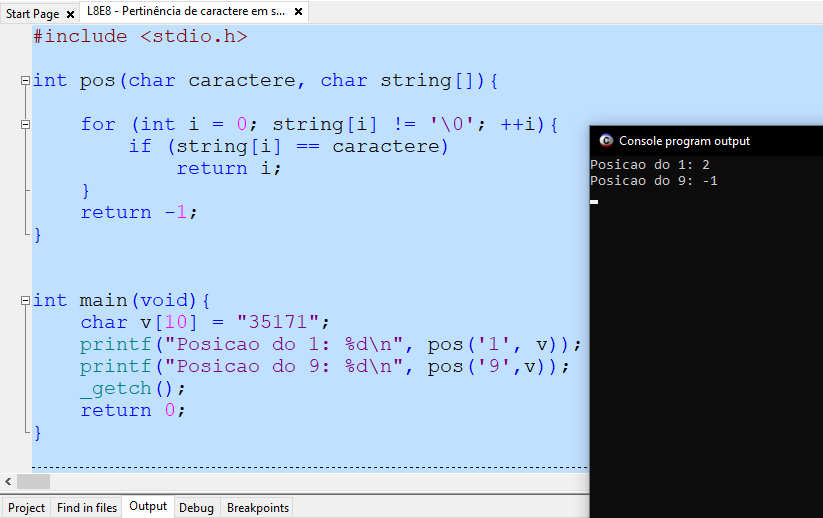 Start Page × L8E8 - Pertinência de caractere em s... ×
#include <stdio.h>
int pos(char caractere, char string[]){
for (int i = 0; string[i] != '\0'; ++i){
if (string[i] == caractere)
return i;
}
return -1;
}
int main(void){
char v[10] = "35171";
printf("Posicao do 1: %d\n", pos('1', v));
printf("Posicao do 9: %d\n", pos('9',v));
_getch();
return 0;
}
Console program output
Posicao do 1: 2
Posicao do 9: -1
Project Find in files Output Debug Breakpoints